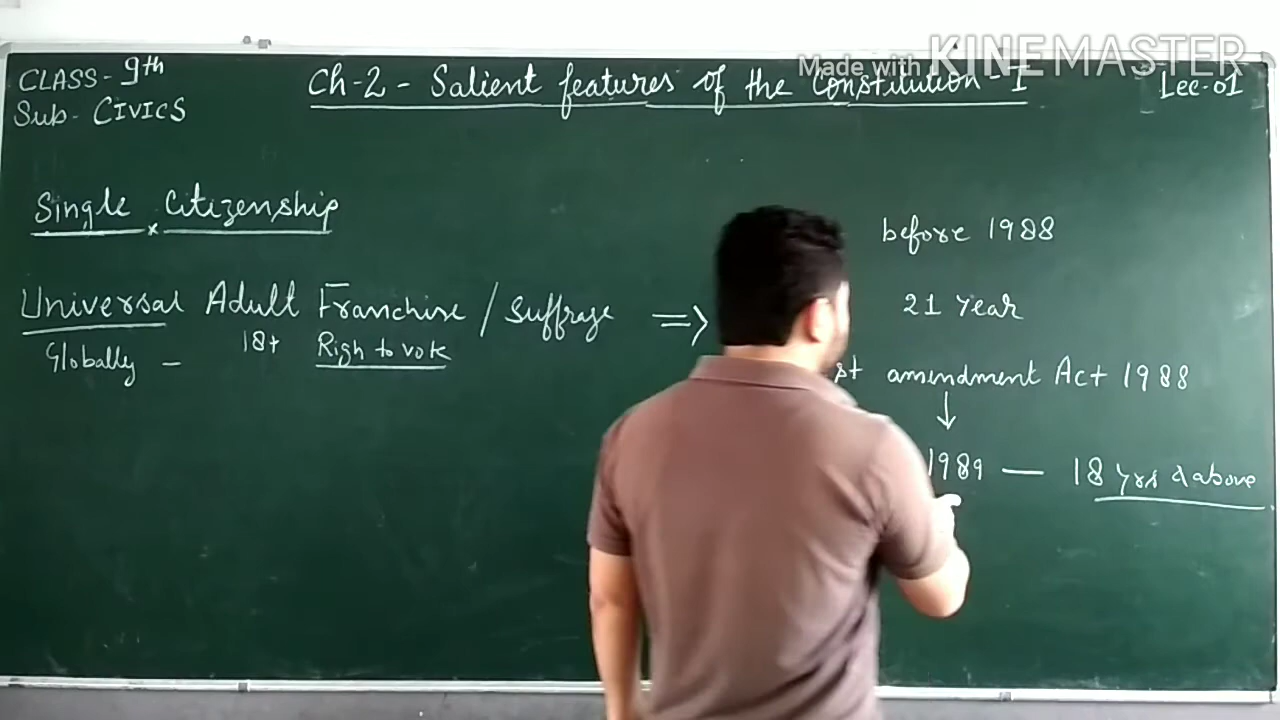 CLASS- 9th
Sub- CIVICS
Ch-2 - Salient features of the Constitution - I
Made with KINEMASTER
Lec-01
Single Citizenship
Universal Adult Franchise / Suffrage =>
Globally -
18+
Righ to vote
before 1988
21 Year
st amendment Act 1988
↓
1989 — 18 yrs & above